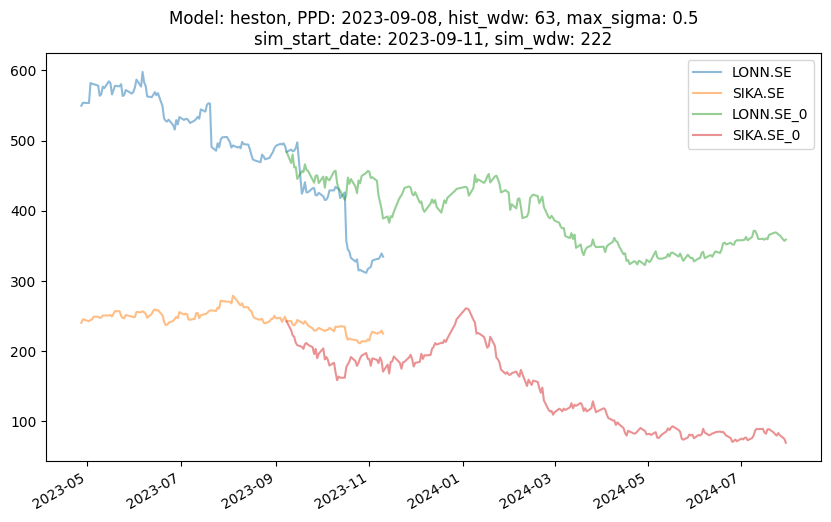 Model: heston, PPD: 2023-09-08, hist_wdw: 63, max_sigma: 0.5
sim_start_date: 2023-09-11, sim_wdw: 222
LONN.SE
SIKA.SE
LONN.SE_0
SIKA.SE_0
600
500
400
300
200
100
2023-05
2023-07
2023-09
2023-11
2024-01
2024-03
2024-05
2024-07